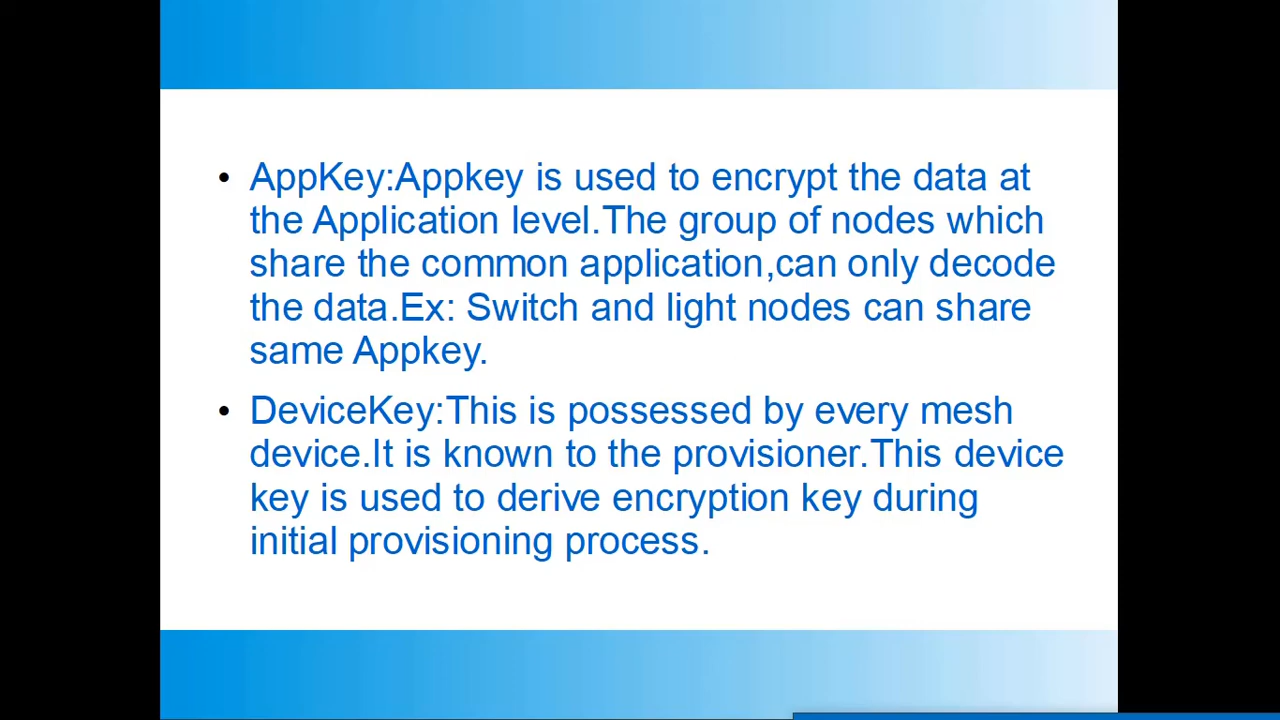 • AppKey:Appkey is used to encrypt the data at
the Application level.The group of nodes which
share the common application,can only decode
the data.Ex: Switch and light nodes can share
same Appkey.
• DeviceKey:This is possessed by every mesh
device.It is known to the provisioner.This device
key is used to derive encryption key during
initial provisioning process.